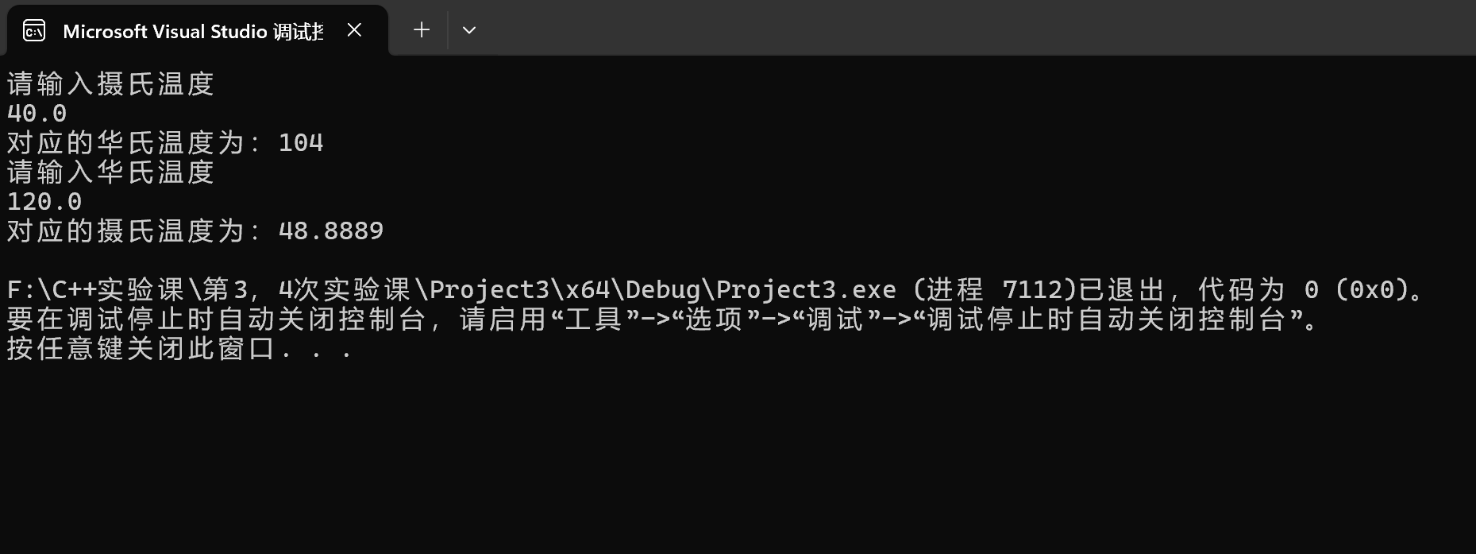 Microsoft Visual Studio 调试
请输入摄氏温度
40.0
对应的华氏温度为：104
请输入华氏温度
120.0
对应的摄氏温度为：48.8889
F:\C++实验课\第3，4次实验课\Project3\x64\Debug\Project3.exe (进程 7112)已退出，代码为 0 (0x0)。
要在调试停止时自动关闭控制台，请启用“工具”->“选项”->“调试”->“调试停止时自动关闭控制台”。
按任意键关闭此窗口. . .